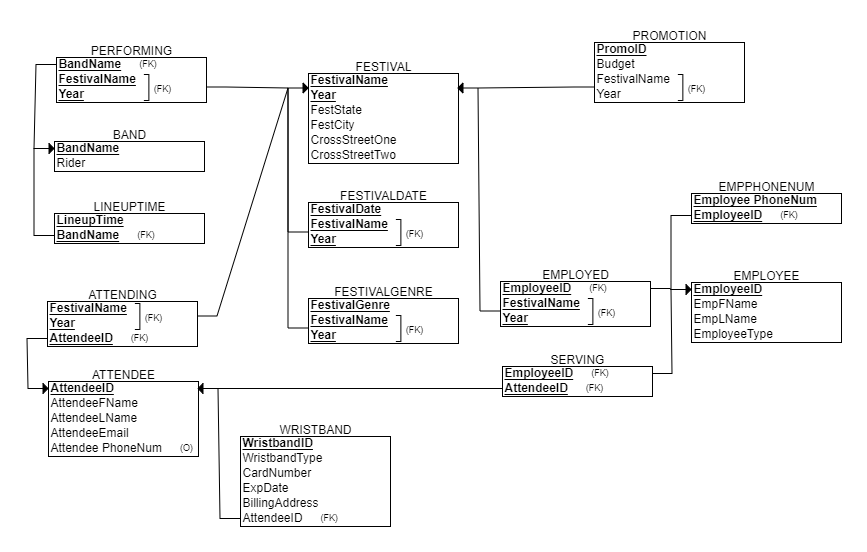 PERFORMING
BandName (FK)
FestivalName
Year (FK)
BAND
BandName
Rider
LINEUPTIME
LineupTime
BandName (FK)
ATTENDING
FestivalName
Year (FK)
AttendeeID (FK)
ATTENDEE
AttendeeID
AttendeeFName
AttendeeLName
AttendeeEmail
Attendee PhoneNum (O)
FESTIVAL
FestivalName
Year
FestState
FestCity
CrossStreetOne
CrossStreetTwo
FESTIVALDATE
FestivalDate
FestivalName
Year (FK)
FESTIVALGENRE
FestivalGenre
FestivalName
Year (FK)
WRISTBAND
WristbandID
WristbandType
CardNumber
ExpDate
BillingAddress
AttendeeID (FK)
PROMOTION
PromoID
Budget
FestivalName
Year (FK)
EMPPHONENUM
Employee PhoneNum
EmployeeID (FK)
EMPLOYED
EmployeeID (FK)
FestivalName
Year (FK)
EMPLOYEE
EmployeeID
EmpFName
EmpLName
EmployeeType
SERVING
EmployeeID (FK)
AttendeeID (FK)